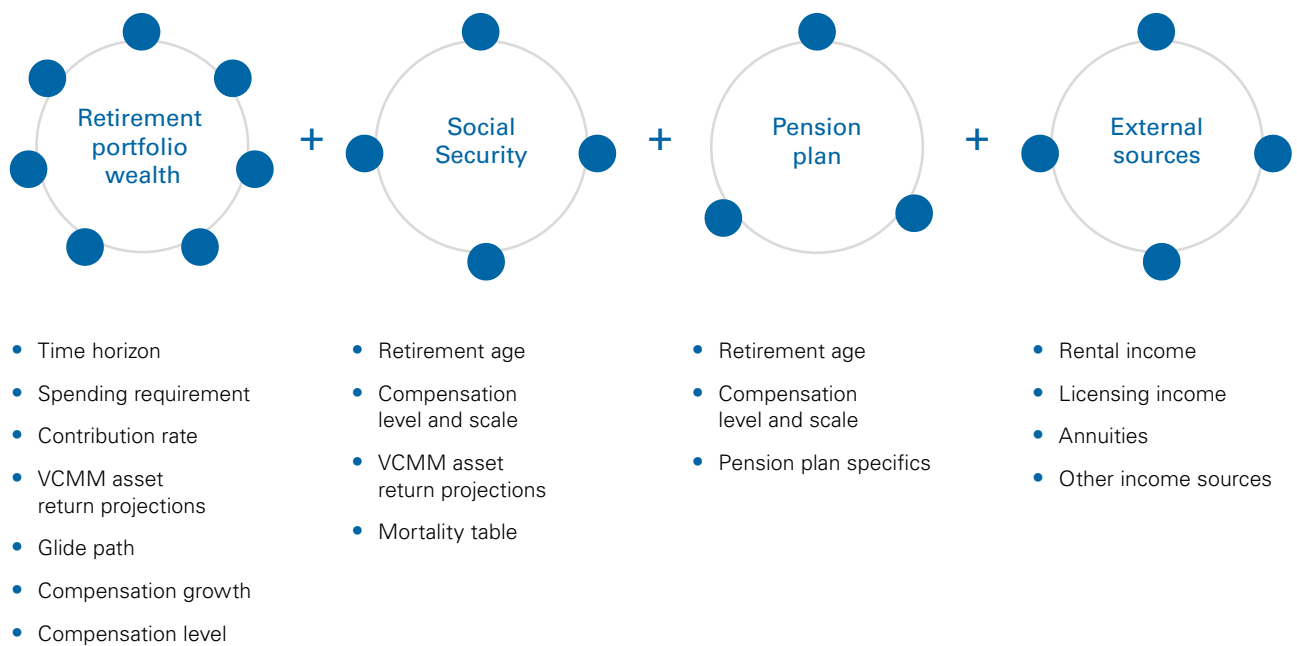 Retirement
portfolio
wealth
+
Social
Security
+
Pension
plan
+
External
sources
• Time horizon
• Spending requirement
• Contribution rate
• VCMM asset
return projections
• Glide path
• Compensation growth
• Compensation level
• Retirement age
• Compensation
level and scale
• VCMM asset
return projections
• Mortality table
• Retirement age
• Compensation
level and scale
• Pension plan specifics
• Rental income
• Licensing income
• Annuities
• Other income sources